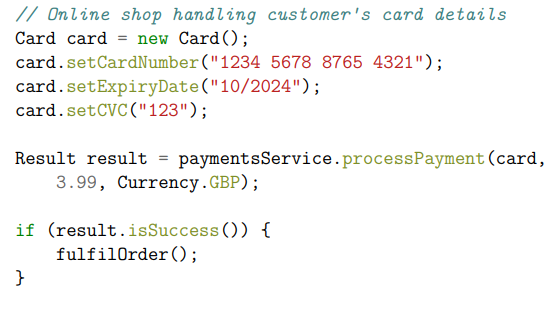 // Online shop handling customer's card details
Card card = new Card();
card.setCardNumber("1234 5678 8765 4321");
card.setExpiryDate("10/2024");
card.setCVC("123");
Result result = paymentsService.processPayment(card,
3.99, Currency.GBP);
if (result.isSuccess()) {
fulfilOrder();
}